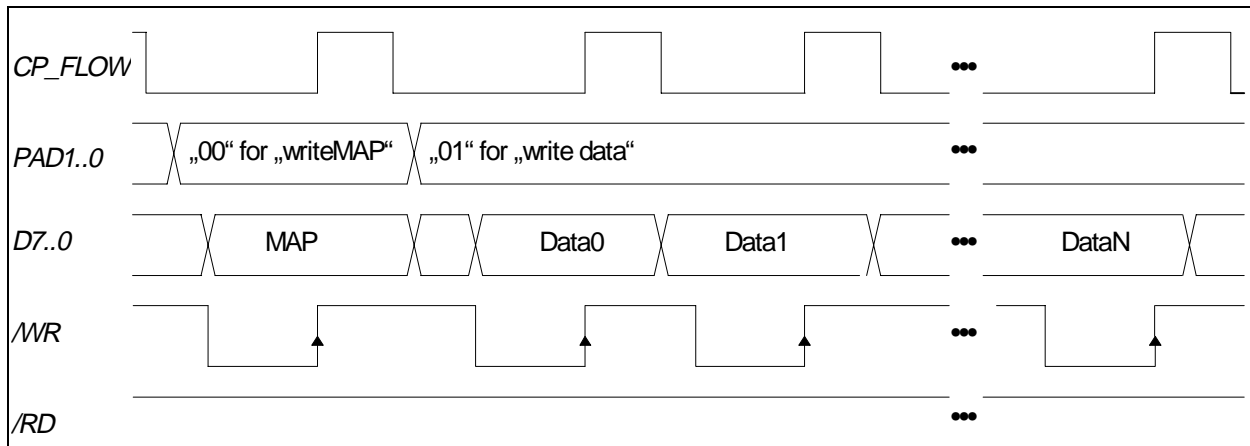 CP_FLOW
PAD1..0 „00“ for „writeMAP“ „01“ for „write data“
D7..0 MAP Data0 Data1 DataN
/WR
/RD